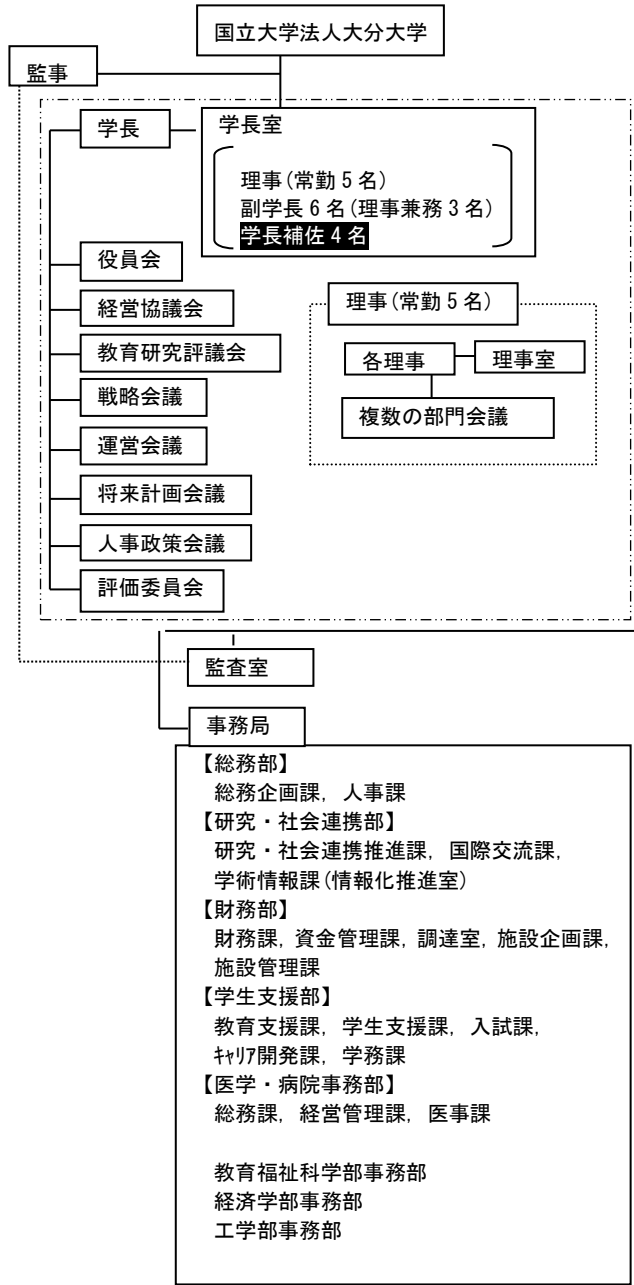 国立大学法人大分大学
監事
学長
学長室
理事(常勤5名)
副学長6名(理事兼務3名)
学長補佐4名
役員会
経営協議会
教育研究評議会
戦略会議
運営会議
将来計画会議
人事政策会議
評価委員会
理事(常勤5名)
各理事
理事室
複数の部門会議
監査室
事務局
【総務部】
総務企画課, 人事課
【研究・社会連携部】
研究・社会連携推進課, 国際交流課,
学術情報課(情報化推進室)
【財務部】
財務課, 資金管理課, 調達室, 施設企画課,
施設管理課
【学生支援部】
教育支援課, 学生支援課, 入試課,
ｷｬﾘｱ開発課, 学務課
【医学・病院事務部】
総務課, 経営管理課, 医事課
教育福祉科学部事務部
経済学部事務部
工学部事務部